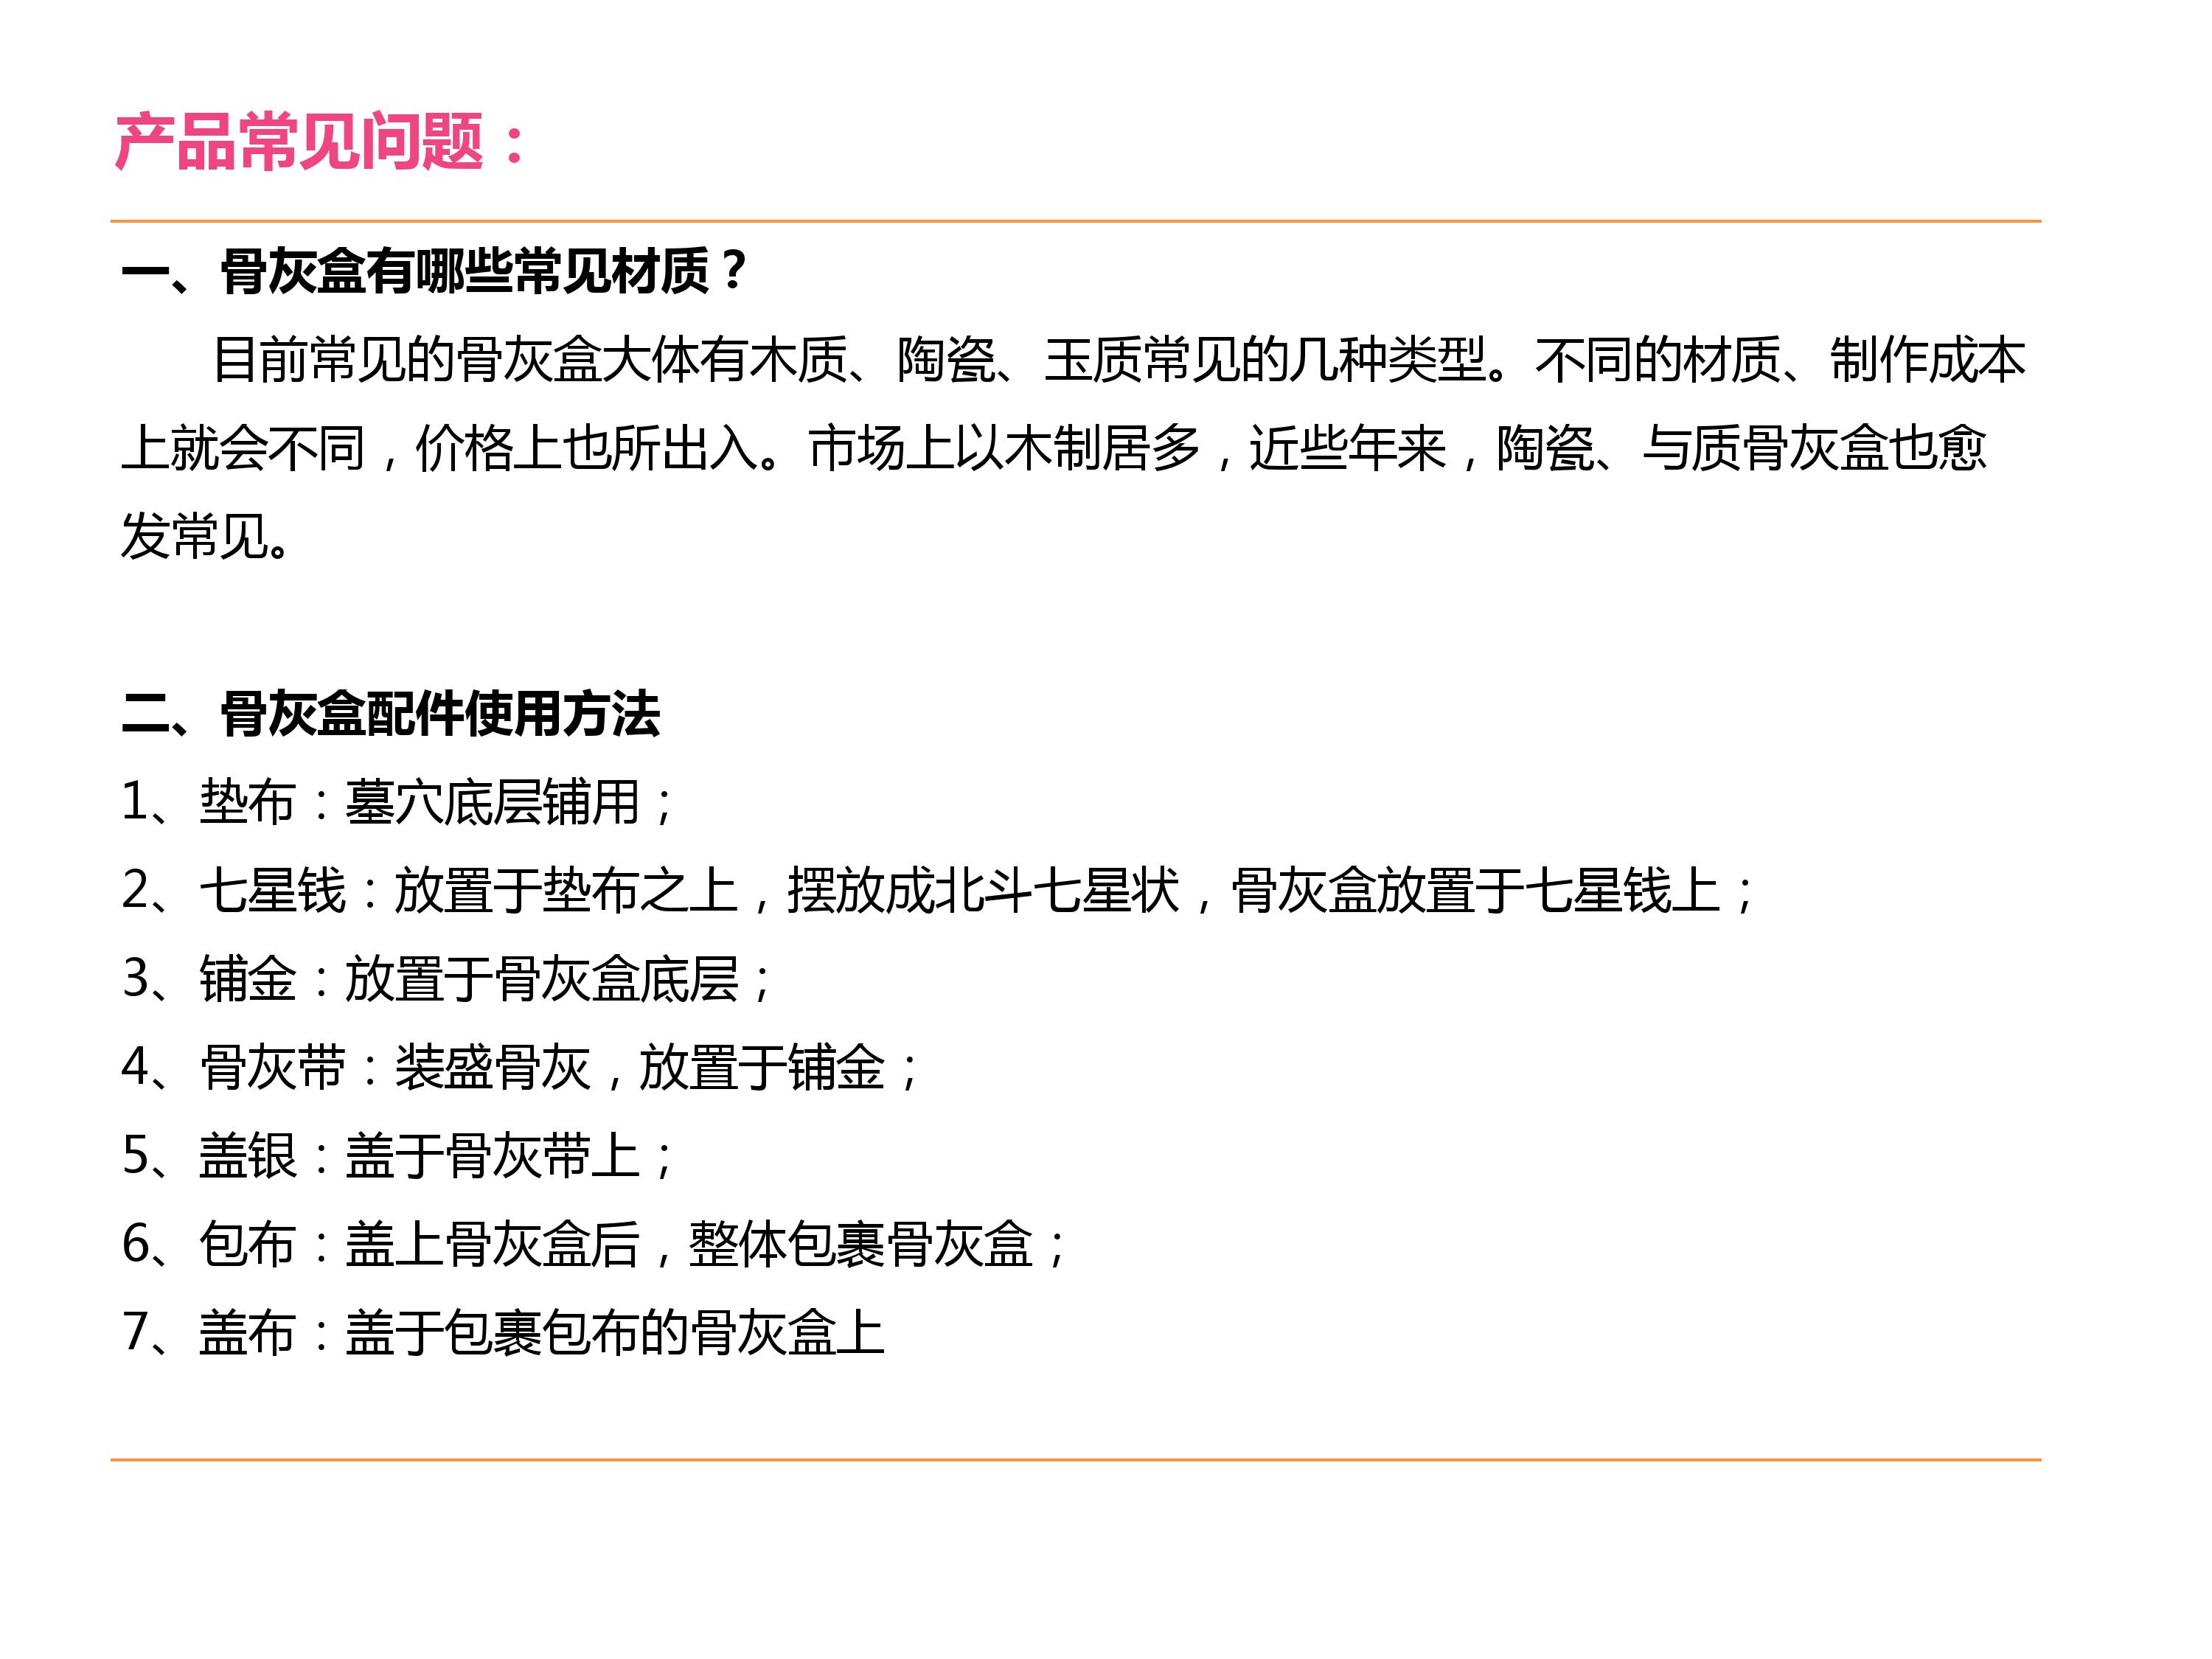 产品常见问题：
一、骨灰盒有哪些常见材质？
目前常见的骨灰盒大体有木质、陶瓷、玉质常见的几种类型。不同的材质、制作成本
上就会不同，价格上也所出入。市场上以木制居多，近些年来，陶瓷、与质骨灰盒也愈
发常见。
二、骨灰盒配件使用方法
1、垫布：墓穴底层铺用；
2、七星钱：放置于垫布之上，摆放成北斗七星状，骨灰盒放置于七星钱上；
3、铺金：放置于骨灰盒底层；
4、骨灰带：装盛骨灰，放置于铺金；
5、盖银：盖于骨灰带上；
6、包布：盖上骨灰盒后，整体包裹骨灰盒；
7、盖布：盖于包裹包布的骨灰盒上